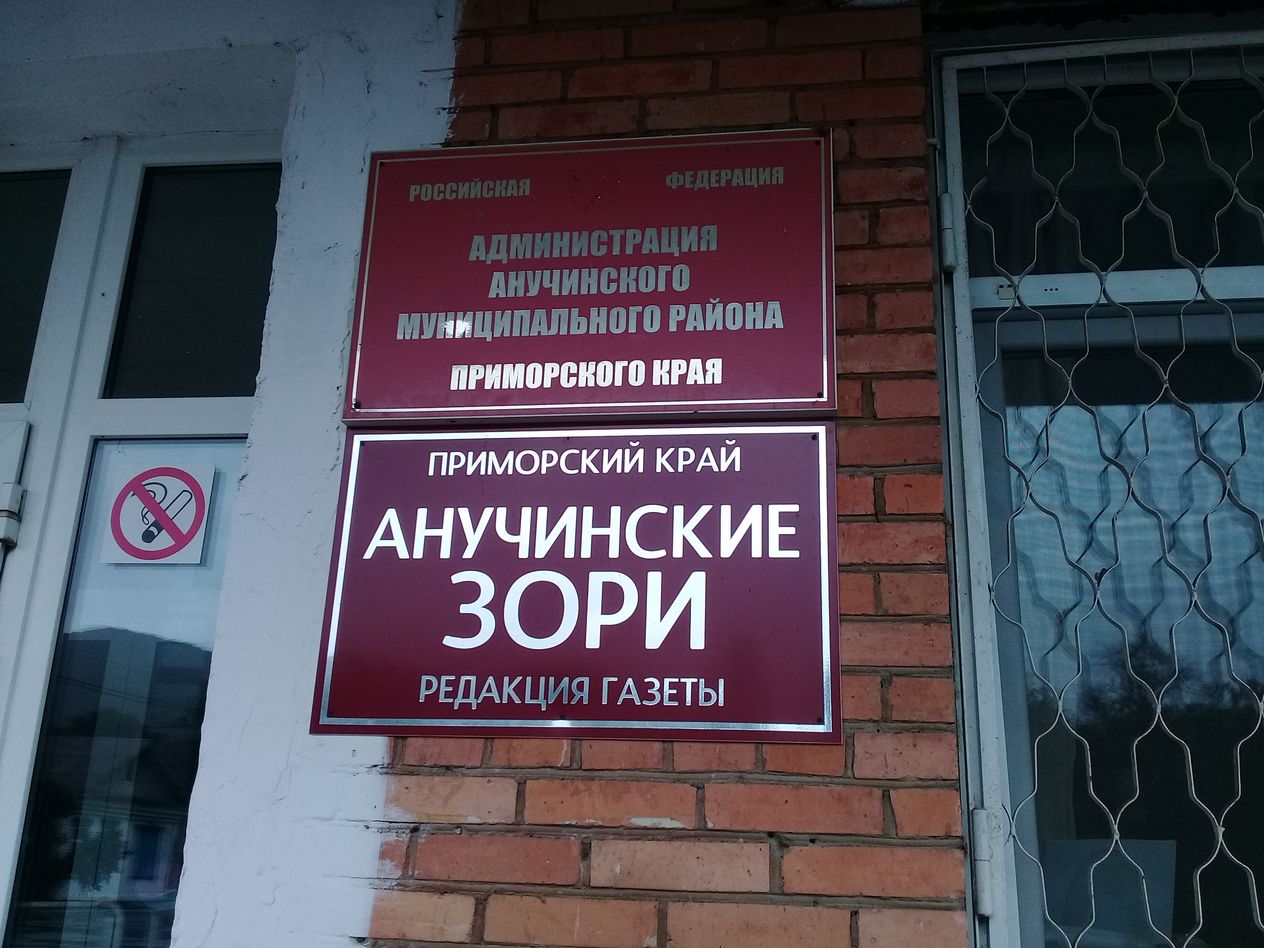 РОССИЙСКАЯ ФЕДЕРАЦИЯ
АДМИНИСТРАЦИЯ
АНУЧИНСКОГО
МУНИЦИПАЛЬНОГО РАЙОНА
ПРИМОРСКОГО КРАЯ
ПРИМОРСКИЙ КРАЙ
АНУЧИНСКИЕ
ЗОРИ
РЕДАКЦИЯ ГАЗЕТЫ